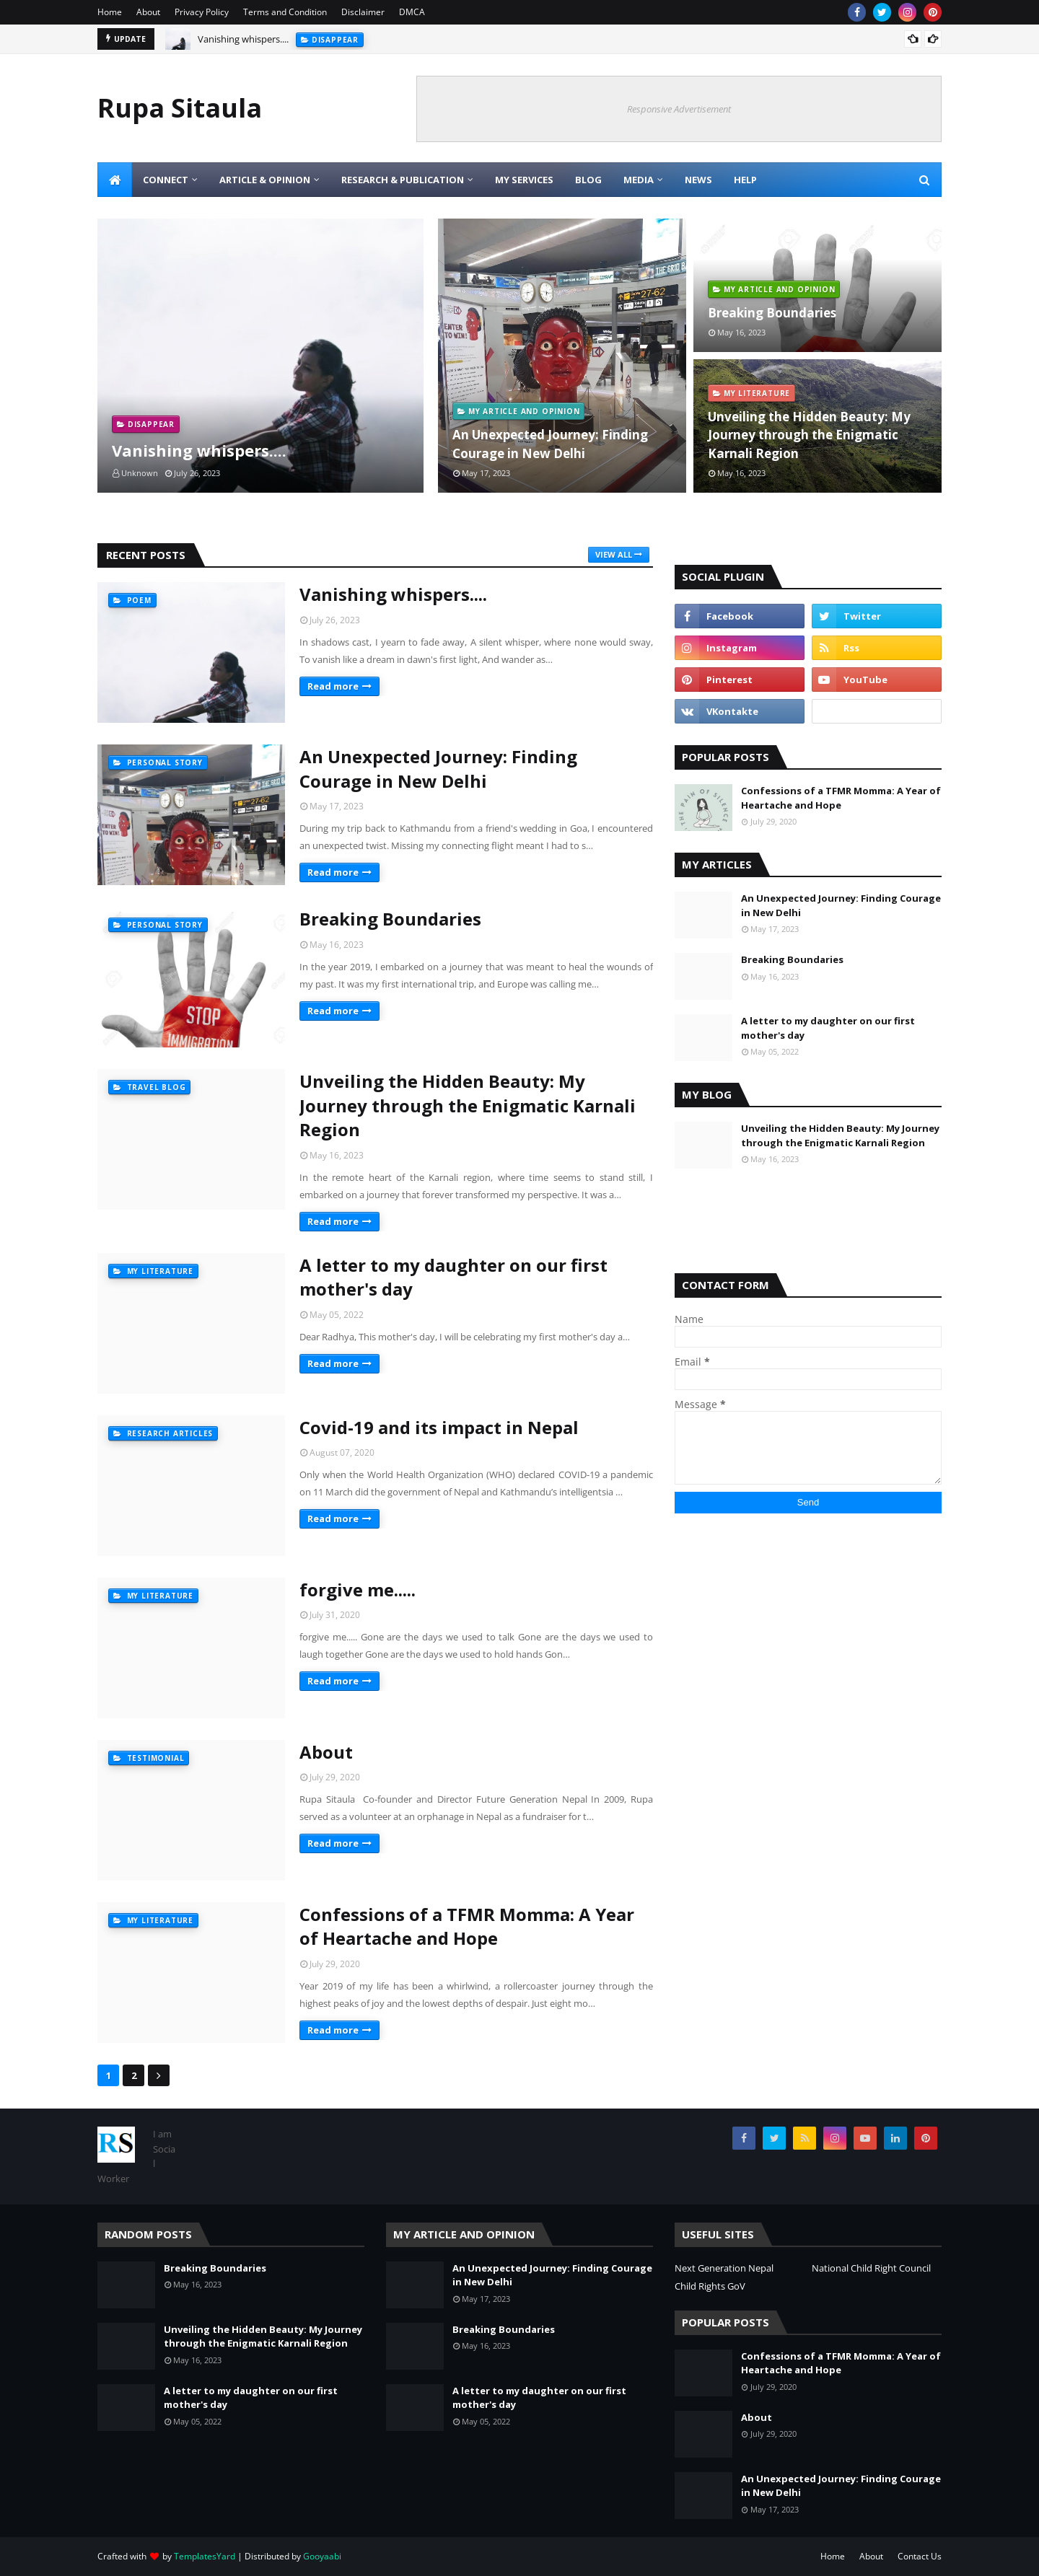 Home About Privacy Policy Terms and Condition Disclaimer DMCA
UPDATE Vanishing whispers.... DISAPPEAR
Rupa Sitaula
Responsive Advertisement
CONNECT ARTICLE & OPINION RESEARCH & PUBLICATION MY SERVICES BLOG MEDIA NEWS HELP
DISAPPEAR
Vanishing whispers....
Unknown July 26, 2023
MY ARTICLE AND OPINION
An Unexpected Journey: Finding
Courage in New Delhi
May 17, 2023
MY ARTICLE AND OPINION
Breaking Boundaries
May 16, 2023
MY LITERATURE
Unveiling the Hidden Beauty: My
Journey through the Enigmatic
Karnali Region
May 16, 2023
RECENT POSTS VIEW ALL
POEM
Vanishing whispers....
July 26, 2023
In shadows cast, I yearn to fade away, A silent whisper, where none would sway,
To vanish like a dream in dawn's first light, And wander as...
Read more
PERSONAL STORY
ENTER TO WIN!
An Unexpected Journey: Finding
Courage in New Delhi
May 17, 2023
During my trip back to Kathmandu from a friend's wedding in Goa, I encountered
an unexpected twist. Missing my connecting flight meant I had to s...
Read more
PERSONAL STORY
STOP
IMMIGRATION
Breaking Boundaries
May 16, 2023
In the year 2019, I embarked on a journey that was meant to heal the wounds of
my past. It was my first international trip, and Europe was calling me...
Read more
TRAVEL BLOG
Unveiling the Hidden Beauty: My
Journey through the Enigmatic Karnali
Region
May 16, 2023
In the remote heart of the Karnali region, where time seems to stand still, I
embarked on a journey that forever transformed my perspective. It was a...
Read more
MY LITERATURE
A letter to my daughter on our first
mother's day
May 05, 2022
Dear Radhya, This mother's day, I will be celebrating my first mother's day a...
Read more
RESEARCH ARTICLES
Covid-19 and its impact in Nepal
August 07, 2020
Only when the World Health Organization (WHO) declared COVID-19 a pandemic
on 11 March did the government of Nepal and Kathmandu's intelligentsia ...
Read more
MY LITERATURE
forgive me.....
July 31, 2020
forgive me..... Gone are the days we used to talk Gone are the days we used to
laugh together Gone are the days we used to hold hands Gon...
Read more
TESTIMONIAL
About
July 29, 2020
Rupa Sitaula Co-founder and Director Future Generation Nepal In 2009, Rupa
served as a volunteer at an orphanage in Nepal as a fundraiser for t...
Read more
MY LITERATURE
Confessions of a TFMR Momma: A Year
of Heartache and Hope
July 29, 2020
Year 2019 of my life has been a whirlwind, a rollercoaster journey through the
highest peaks of joy and the lowest depths of despair. Just eight mo...
Read more
1 2
SOCIAL PLUGIN
Facebook Twitter
Instagram Rss
Pinterest YouTube
VKontakte
POPULAR POSTS
THE PAIN OF SILENCE
Confessions of a TFMR Momma: A Year of
Heartache and Hope
July 29, 2020
MY ARTICLES
An Unexpected Journey: Finding Courage
in New Delhi
May 17, 2023
Breaking Boundaries
May 16, 2023
A letter to my daughter on our first
mother's day
May 05, 2022
MY BLOG
Unveiling the Hidden Beauty: My Journey
through the Enigmatic Karnali Region
May 16, 2023
CONTACT FORM
Name
Email *
Message *
Send
RS
I am
Socia
l
Worker
RANDOM POSTS
Breaking Boundaries
May 16, 2023
Unveiling the Hidden Beauty: My Journey
through the Enigmatic Karnali Region
May 16, 2023
A letter to my daughter on our first
mother's day
May 05, 2022
MY ARTICLE AND OPINION
An Unexpected Journey: Finding Courage
in New Delhi
May 17, 2023
Breaking Boundaries
May 16, 2023
A letter to my daughter on our first
mother's day
May 05, 2022
USEFUL SITES
Next Generation Nepal National Child Right Council
Child Rights GoV
POPULAR POSTS
Confessions of a TFMR Momma: A Year of
Heartache and Hope
July 29, 2020
About
July 29, 2020
An Unexpected Journey: Finding Courage
in New Delhi
May 17, 2023
Crafted with by TemplatesYard | Distributed by Gooyaabi
Home About Contact Us